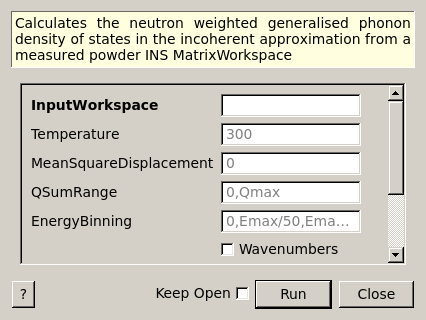 Calculates the neutron weighted generalised phonon
density of states in the incoherent approximation from a
measured powder INS MatrixWorkspace
InputWorkspace
Temperature 300
MeanSquareDisplacement 0
QSumRange 0,Qmax
EnergyBinning 0,Emax/50,Ema...
Wavenumbers
? Keep Open Run Close